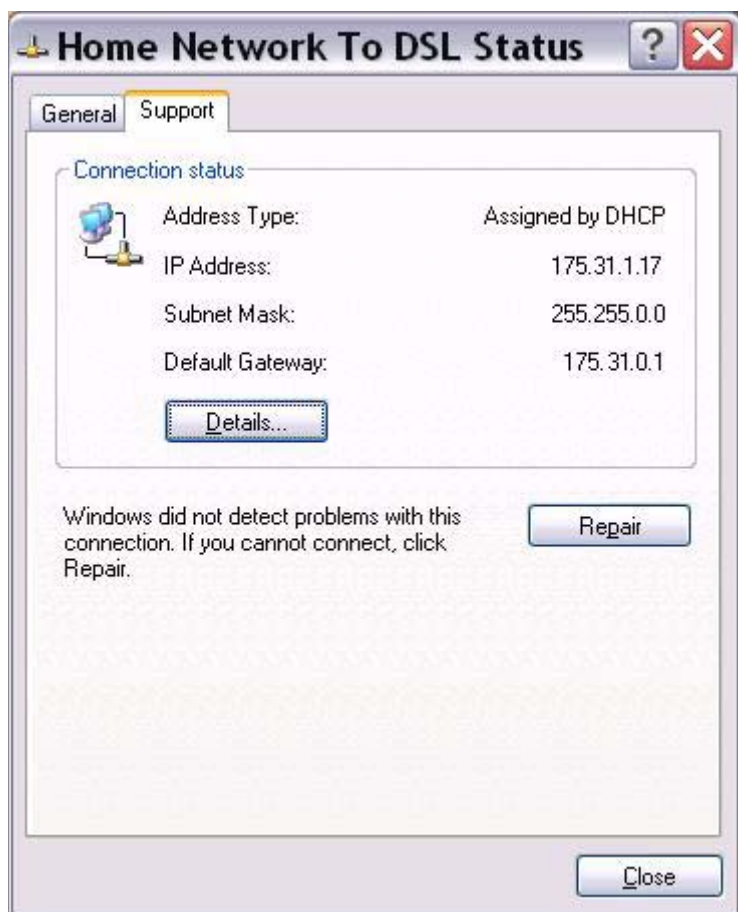 Home Network To DSL Status
General Support
Connection status
Address Type: Assigned by DHCP
IP Address: 175.31.1.17
Subnet Mask: 255.255.0.0
Default Gateway: 175.31.0.1
Details...
Windows did not detect problems with this
connection. If you cannot connect, click
Repair.
Repair
Close